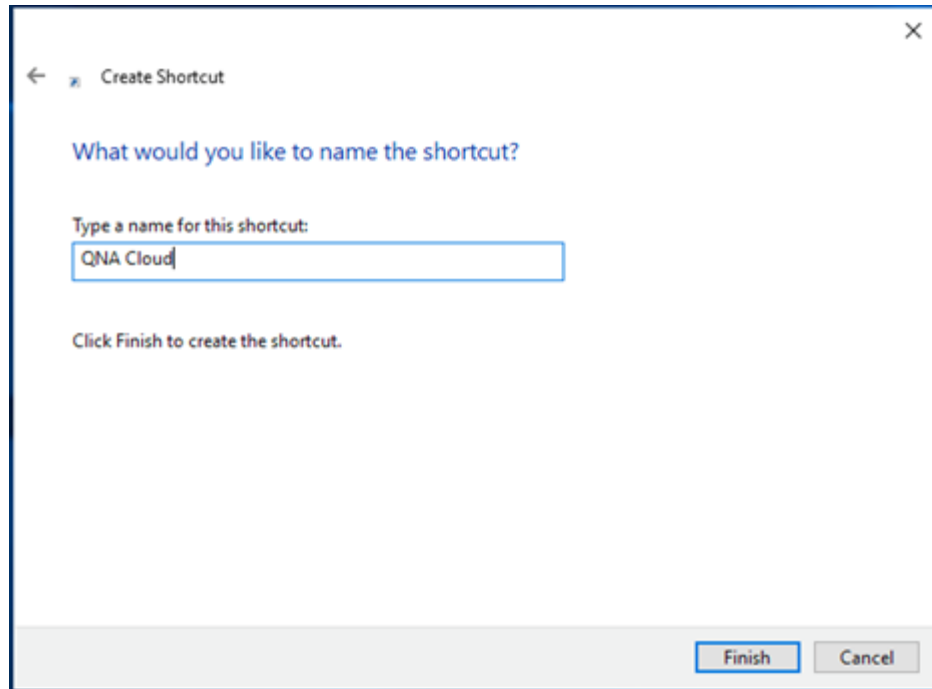 Create Shortcut
What would you like to name the shortcut?
Type a name for this shortcut:
QNA Cloud
Click Finish to create the shortcut.
Finish Cancel